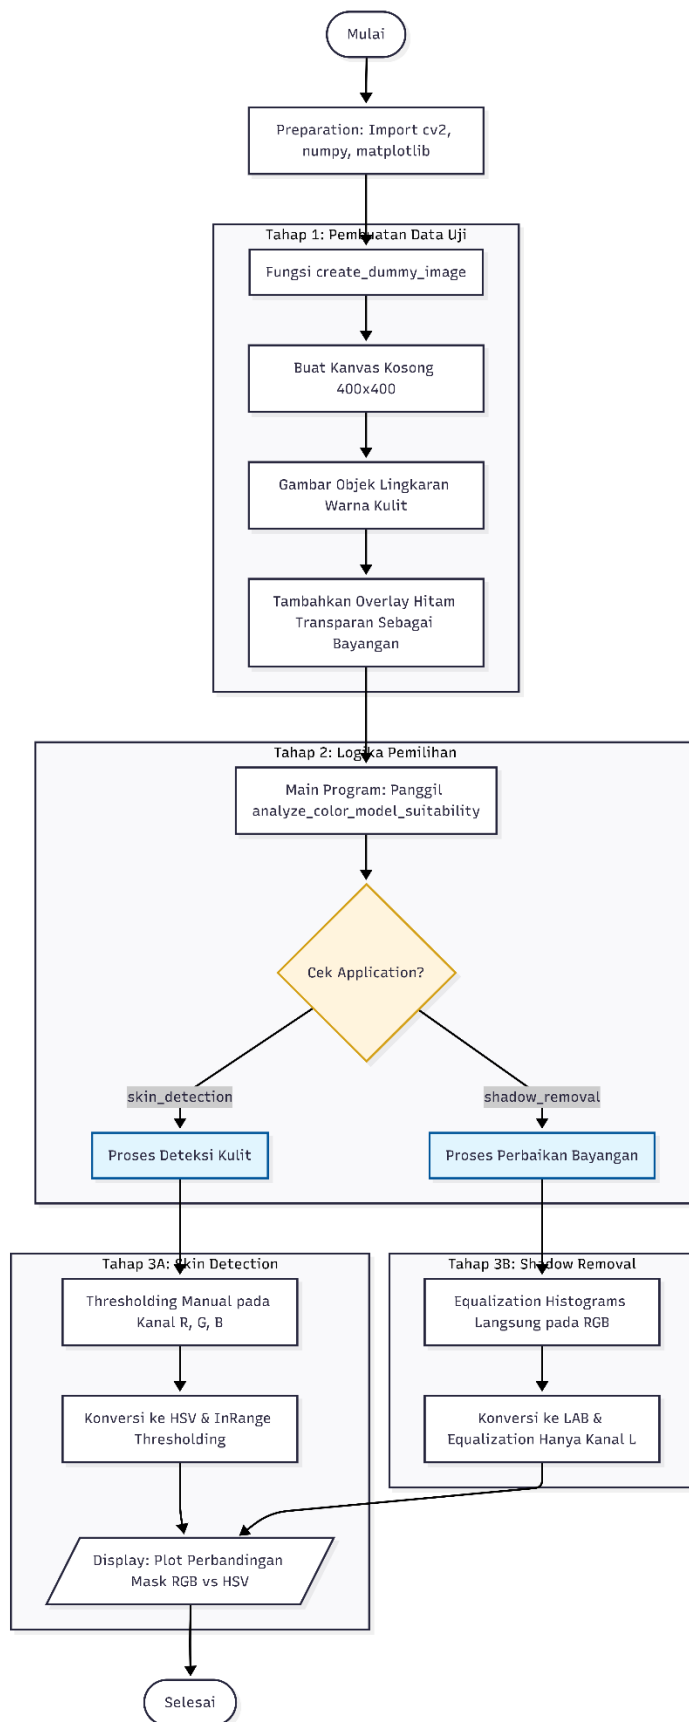 Mulai
Preparation: Import cv2,
numpy, matplotlib
Tahap 1: Pembuatan Data Uji
Fungsi create_dummy_image
Buat Kanvas Kosong
400x400
Gambar Objek Lingkaran
Warna Kulit
Tambahkan Overlay Hitam
Transparan Sebagai
Bayangan
Tahap 2: Logika Pemilihan
Main Program: Panggil
analyze_color_model_suitability
Cek Application?
skin_detection
shadow_removal
Proses Deteksi Kulit
Proses Perbaikan Bayangan
Tahap 3A: Skin Detection
Thresholding Manual pada
Kanal R, G, B
Konversi ke HSV & InRange
Thresholding
Tahap 3B: Shadow Removal
Equalization Histograms
Langsung pada RGB
Konversi ke LAB &
Equalization Hanya Kanal L
Display: Plot Perbandingan
Mask RGB vs HSV
Selesai